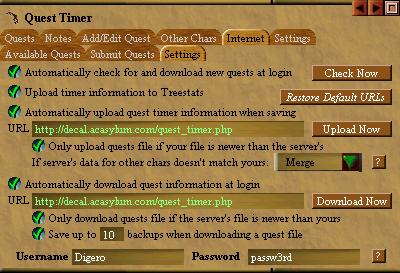 Quest Timer
Quests Notes Add/Edit Quest Other Chars Internet Settings
Available Quests Submit Quests Settings
Automatically check for and download new quests at login Check Now
Upload timer information to Treestats Restore Default URLs
Automatically upload quest timer information when saving
URL http://decal.acasylum.com/quest_timer.php Upload Now
Only upload quests file if your file is newer than the server's
If server's data for other chars doesn't match yours: Merge ?
Automatically download quest information at login
URL http://decal.acasylum.com/quest_timer.php Download Now
Only download quests file if the server's file is newer than yours
Save up to 10 backups when downloading a quest file
Username Digero Password passw3rd ?